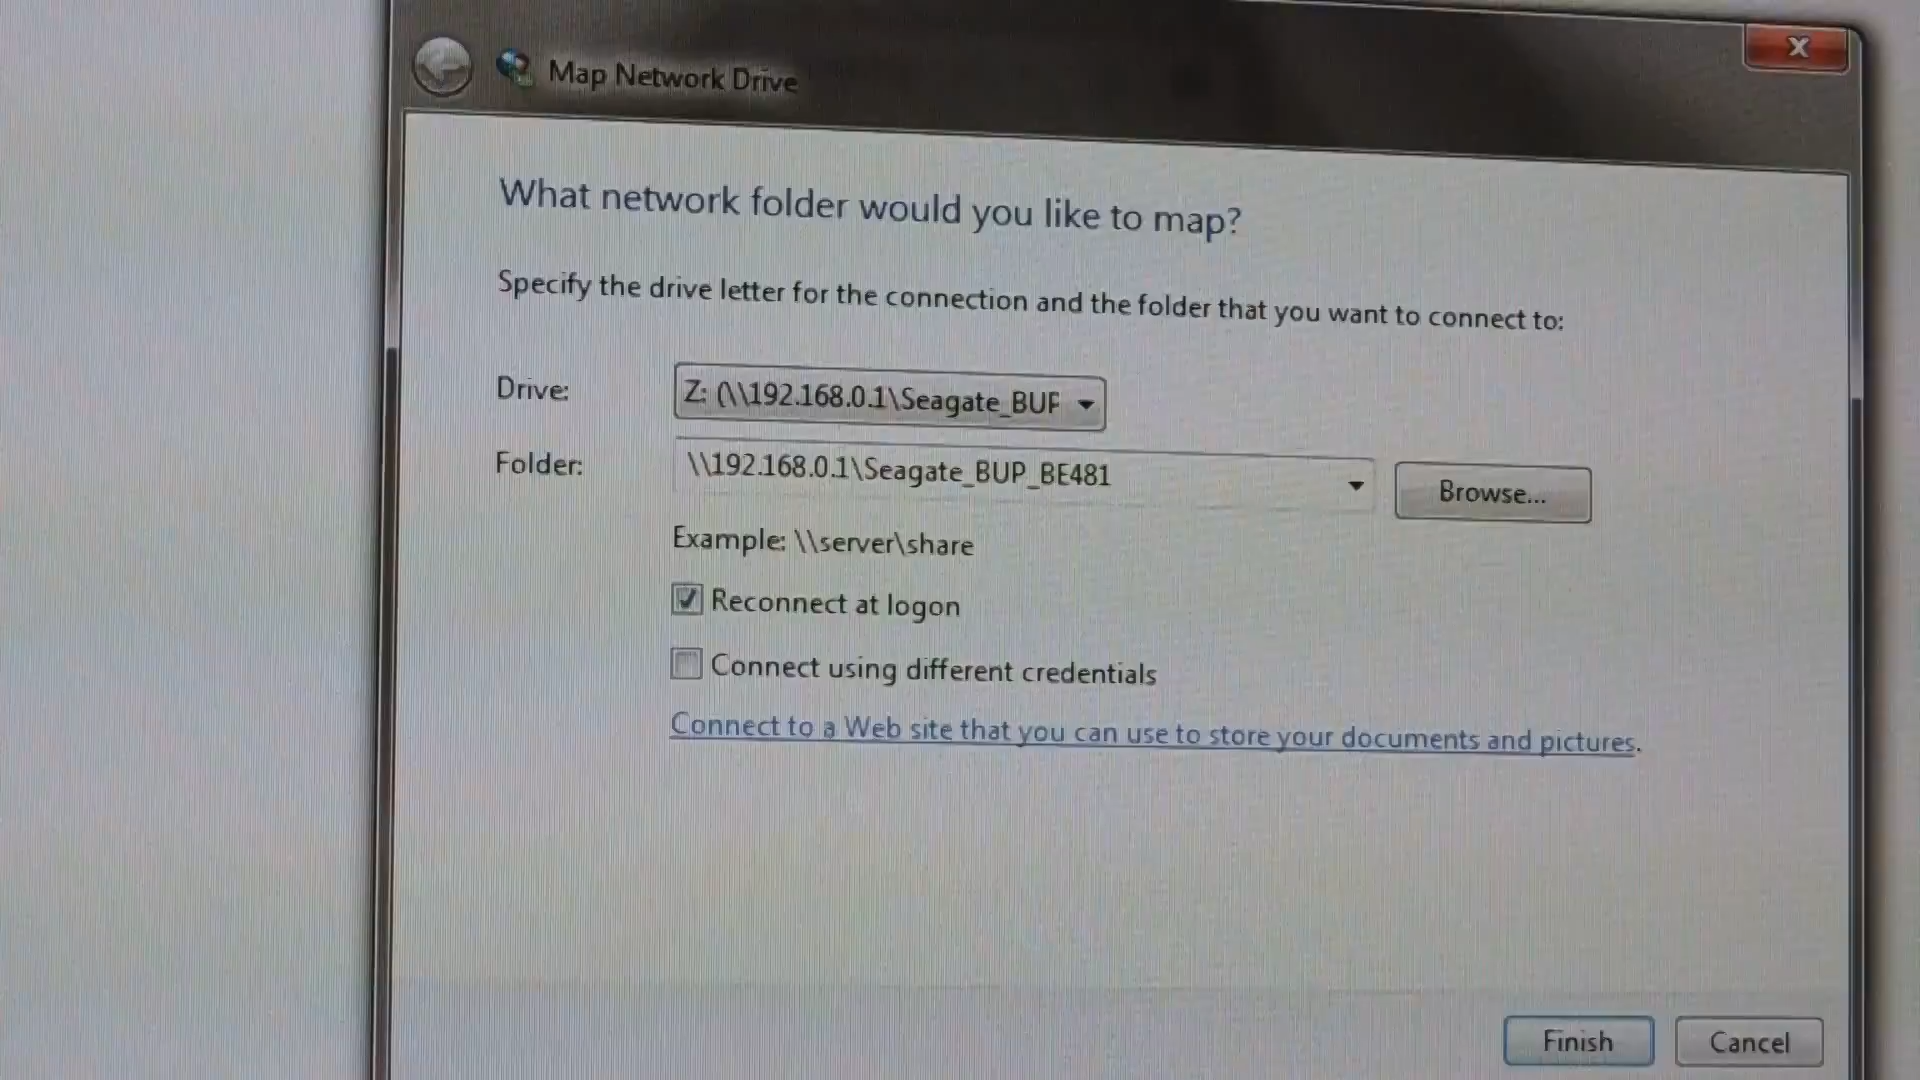 Map Network Drive
X
What network folder would you like to map?
Specify the drive letter for the connection and the folder that you want to connect to:
Drive: Z: (\\192.168.0.1\Seagate_BUP
Folder: \\192.168.0.1\Seagate_BUP_BE481
Browse...
Example: \\server\share
Reconnect at logon
Connect using different credentials
Connect to a Web site that you can use to store your documents and pictures.
Finish Cancel